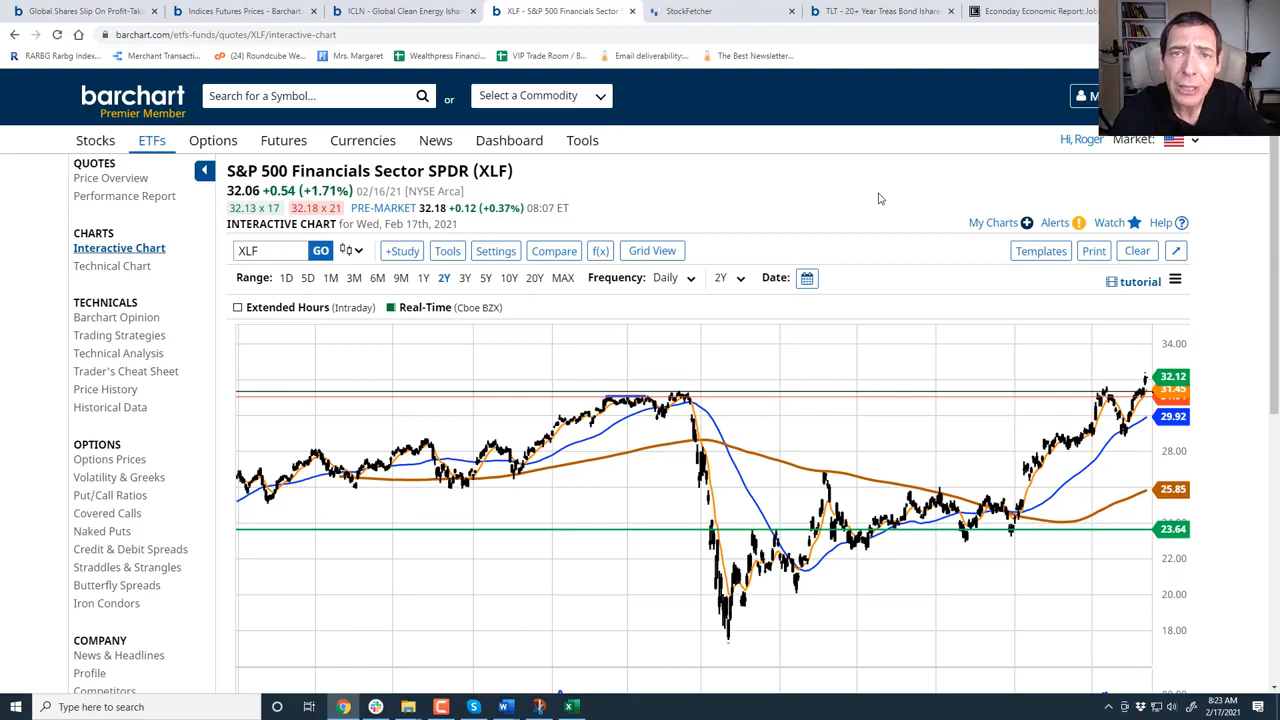 Global Shares Slip On Profit-Tak
Indices Futures Prices - Barchart
ICLN - Global Clean Energy Ishar
XLF - S&P 500 Financials Sector S
StockFetcher
TLT - 20+ Year Treas Bond Ishare
Econoday Economic Report: Job
barchart.com/etfs-funds/quotes/XLF/interactive-chart
RARBG Rarbg Index...
Merchant Transacti...
(24) Roundcube We...
Mrs. Margaret
Wealthpress Financi...
VIP Trade Room / B...
Email deliverability:...
The Best Newsletter...
barchart
Premier Member
Search for a Symbol...
or
Select a Commodity
M
Stocks
ETFs
Options
Futures
Currencies
News
Dashboard
Tools
Hi, Roger
Market:
QUOTES
Price Overview
Performance Report
CHARTS
Interactive Chart
Technical Chart
TECHNICALS
Barchart Opinion
Trading Strategies
Technical Analysis
Trader's Cheat Sheet
Price History
Historical Data
OPTIONS
Options Prices
Volatility & Greeks
Put/Call Ratios
Covered Calls
Naked Puts
Credit & Debit Spreads
Straddles & Strangles
Butterfly Spreads
Iron Condors
COMPANY
News & Headlines
Profile
Competitors
S&P 500 Financials Sector SPDR (XLF)
32.06 +0.54 (+1.71%) 02/16/21 [NYSE Arca]
32.13 x 17 32.18 x 21 PRE-MARKET 32.18 +0.12 (+0.37%) 08:07 ET
INTERACTIVE CHART for Wed, Feb 17th, 2021
My Charts Alerts Watch Help
XLF GO +Study Tools Settings Compare f(x) Grid View
Templates Print Clear
Range: 1D 5D 1M 3M 6M 9M 1Y 2Y 3Y 5Y 10Y 20Y MAX Frequency: Daily 2Y Date:
tutorial
Extended Hours (Intraday) Real-Time (Cboe BZX)
34.00
32.12
31.45
29.92
28.00
25.85
23.64
22.00
20.00
18.00
Type here to search
8:23 AM
2/17/2021